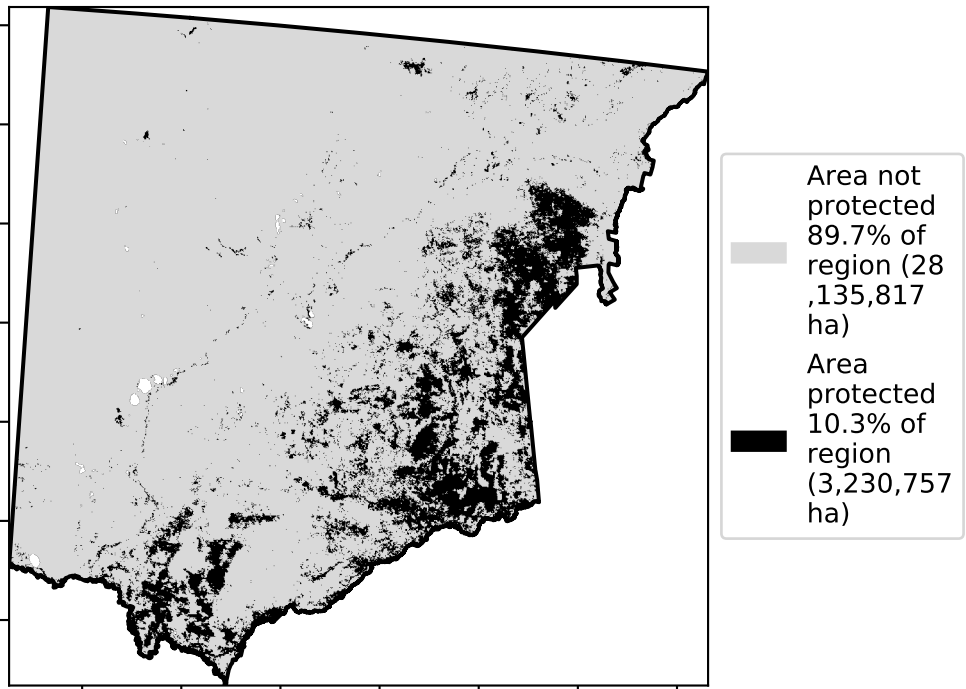 Area not
protected
89.7% of
region (28
,135,817
ha)
Area
protected
10.3% of
region
(3,230,757
ha)